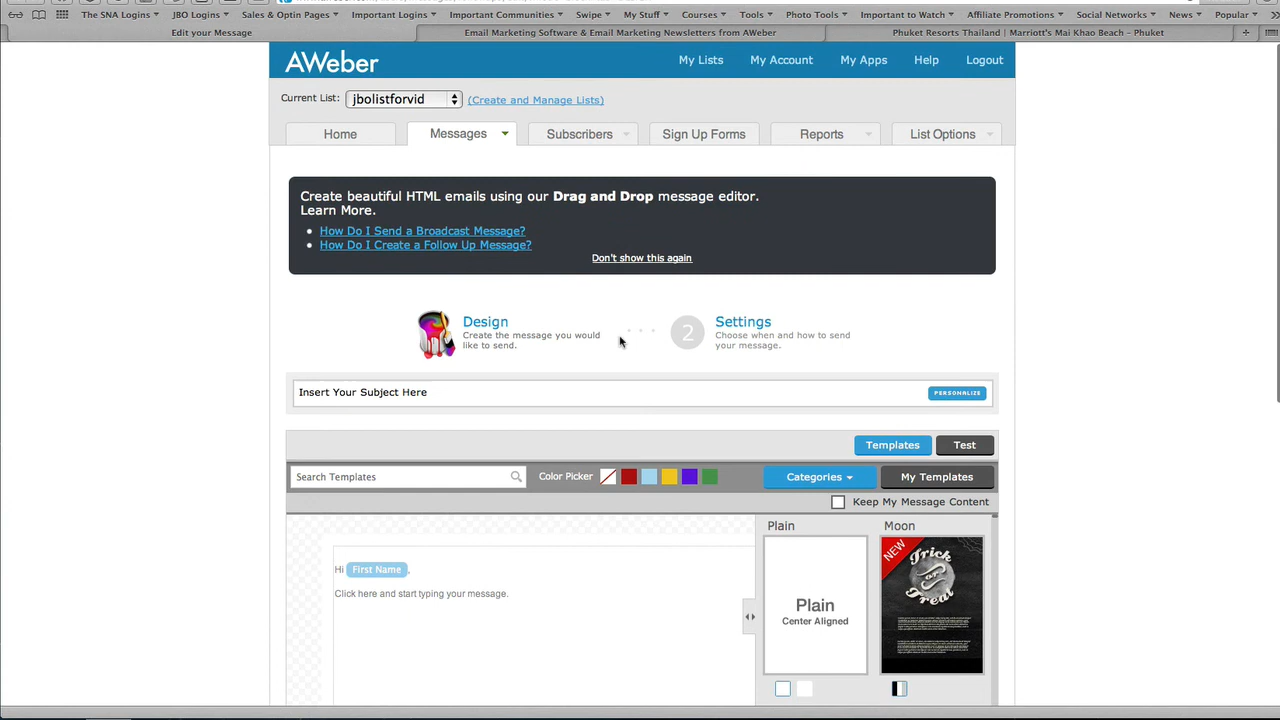 The SNA Logins JBO Logins Sales & Optin Pages Important Logins Important Communities Swipe My Stuff Courses Tools Photo Tools Important to Watch Affiliate Promotions Social Networks News Popular
Edit your Message Email Marketing Software & Email Marketing Newsletters from AWeber Phuket Resorts Thailand | Marriott's Mai Khao Beach - Phuket
AWeber My Lists My Account My Apps Help Logout
Current List: jbolistforvid (Create and Manage Lists)
Home Messages Subscribers Sign Up Forms Reports List Options
Create beautiful HTML emails using our Drag and Drop message editor.
Learn More.
• How Do I Send a Broadcast Message?
• How Do I Create a Follow Up Message?
Don't show this again
Design
Create the message you would
like to send.
2 Settings
Choose when and how to send
your message.
Insert Your Subject Here PERSONALIZE
Templates Test
Search Templates Color Picker Categories My Templates
Keep My Message Content
Hi First Name,
Click here and start typing your message.
Plain Moon
Plain
Center Aligned
NEW
Trick
or
Treat